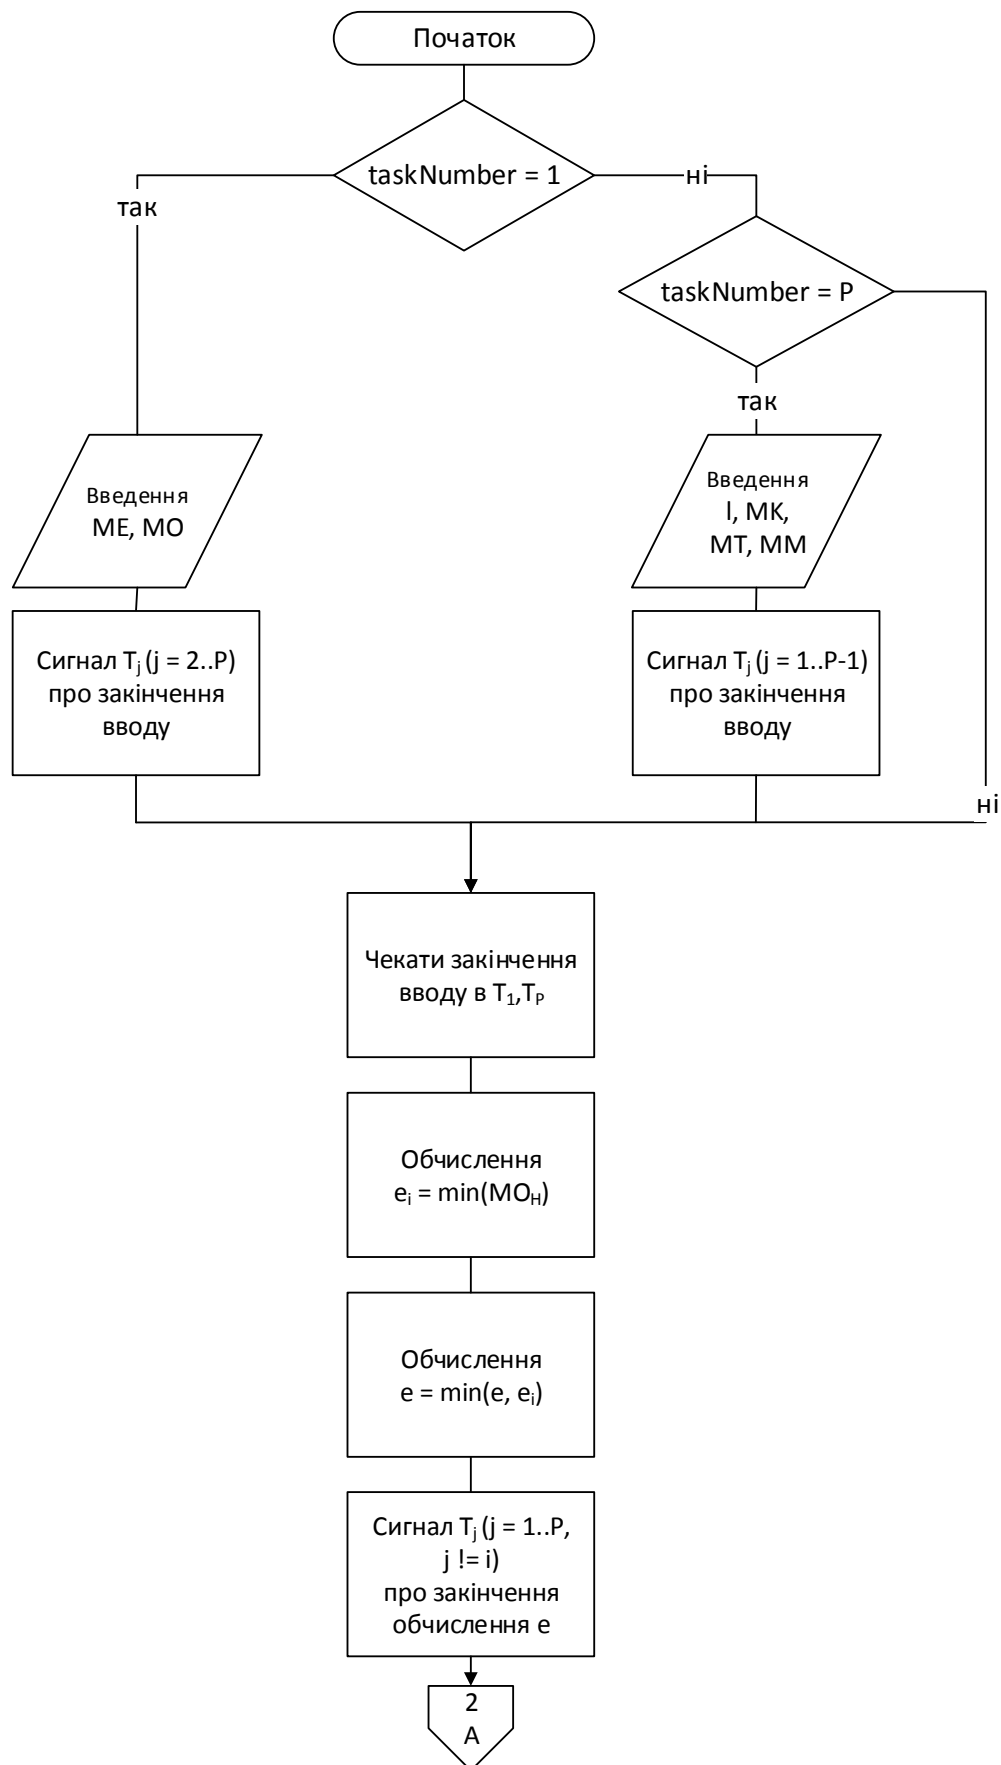 Початок
taskNumber = 1
так
ні
taskNumber = P
так
ні
Введення
ME, MO
Введення
l, MK,
MT, MM
Сигнал Tj (j = 2..P)
про закінчення
вводу
Сигнал Tj (j = 1..P-1)
про закінчення
вводу
Чекати закінчення
вводу в T1,TP
Обчислення
ei = min(MOH)
Обчислення
e = min(e, ei)
Сигнал Tj (j = 1..P,
j != i)
про закінчення
обчислення e
2
A